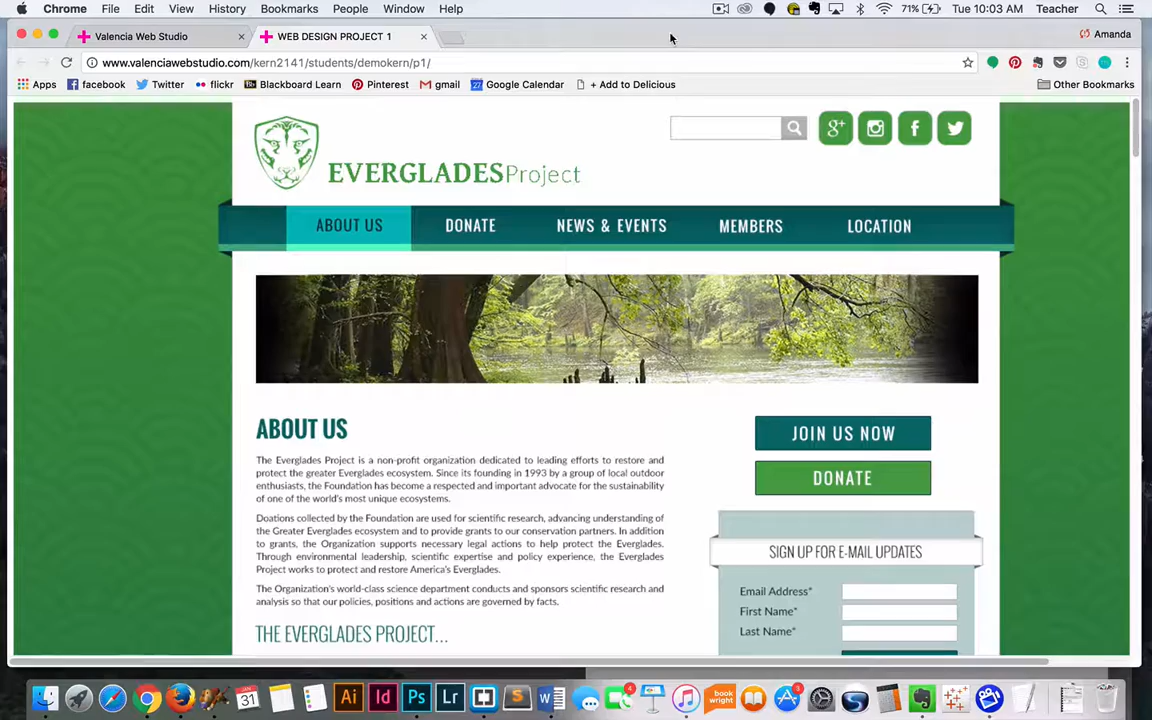 Chrome File Edit View History Bookmarks People Window Help 71% Tue 10:03 AM Teacher
Valencia Web Studio WEB DESIGN PROJECT 1 Amanda
www.valenciawebstudio.com/kern2141/students/demokern/p1/
Apps facebook Twitter flickr Blackboard Learn Pinterest gmail 27 Google Calendar + Add to Delicious Other Bookmarks
EVERGLADESProject
ABOUT US DONATE NEWS & EVENTS MEMBERS LOCATION
ABOUT US
The Everglades Project is a non-profit organization dedicated to leading efforts to restore and
protect the greater Everglades ecosystem. Since its founding in 1993 by a group of local outdoor
enthusiasts, the Foundation has become a respected and important advocate for the sustainability
of one of the world's most unique ecosystems.
Doations collected by the Foundation are used for scientific research, advancing understanding of
the Greater Everglades ecosystem and to provide grants to our conservation partners. In addition
to grants, the Organization supports necessary legal actions to help protect the Everglades.
Through environmental leadership, scientific expertise and policy experience, the Everglades
Project works to protect and restore America's Everglades.
The Organization's world-class science department conducts and sponsors scientific research and
analysis so that our policies, positions and actions are governed by facts.
THE EVERGLADES PROJECT...
JOIN US NOW
DONATE
SIGN UP FOR E-MAIL UPDATES
Email Address*
First Name*
Last Name*
JAN 31 Ai Id Ps Lr S W book wright